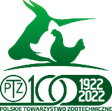 PTZ 100 1922
2022
POLSKIE TOWARZYSTWO ZOOTECHNICZNE